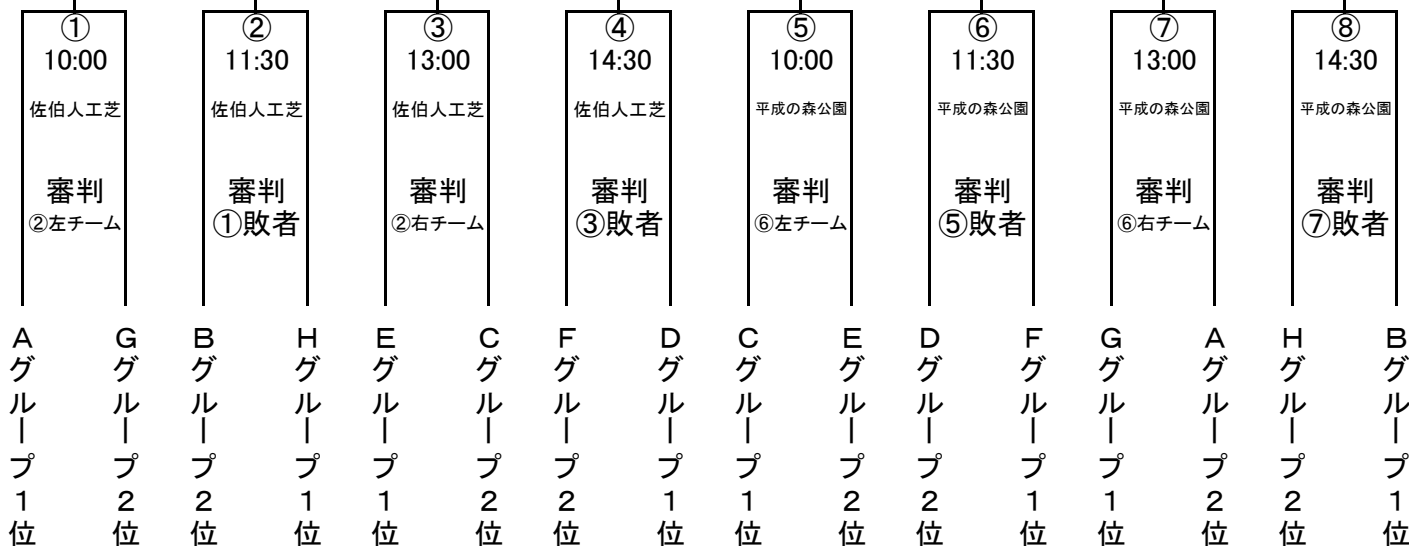 ①
10:00
佐伯人工芝
審判
②左チーム
②
11:30
佐伯人工芝
審判
①敗者
③
13:00
佐伯人工芝
審判
②右チーム
④
14:30
佐伯人工芝
審判
③敗者
⑤
10:00
平成の森公園
審判
⑥左チーム
⑥
11:30
平成の森公園
審判
⑤敗者
⑦
13:00
平成の森公園
審判
⑥右チーム
⑧
14:30
平成の森公園
審判
⑦敗者
Aグループ1位
Gグループ2位
Bグループ2位
Hグループ1位
Eグループ1位
Cグループ2位
Fグループ2位
Dグループ1位
Cグループ1位
Eグループ2位
Dグループ2位
Fグループ1位
Gグループ1位
Aグループ2位
Hグループ2位
Bグループ1位